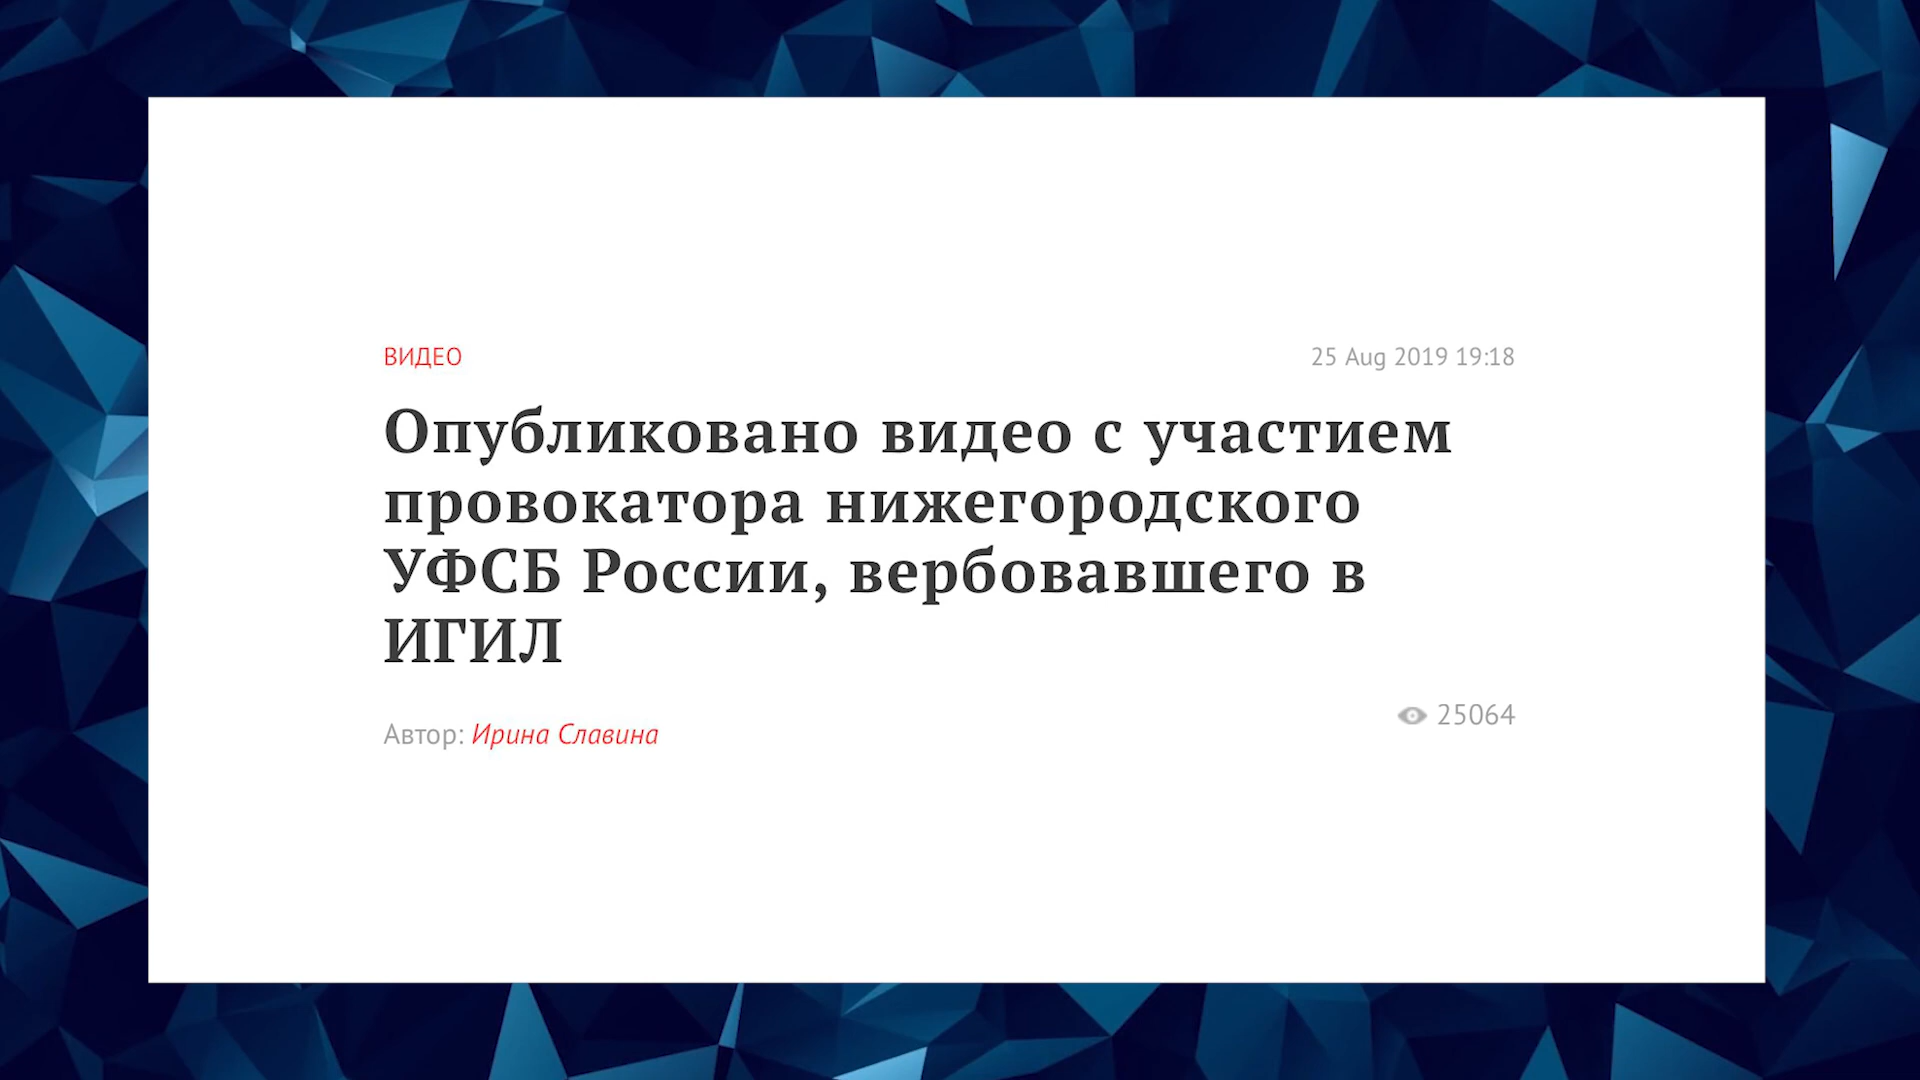 ВИДЕО
25 Aug 2019 19:18
Опубликовано видео с участием
провокатора нижегородского
УФСБ России, вербовавшего в
ИГИЛ
25064
Автор: Ирина Славина